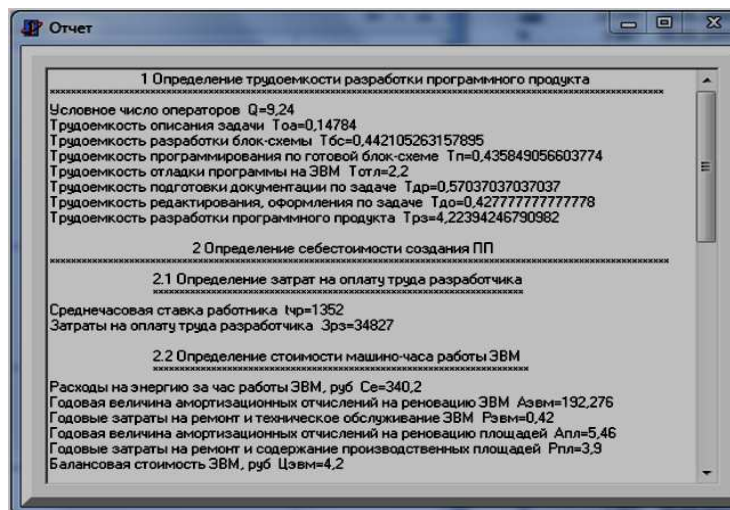 Отчет
1 Определение трудоемкости разработки программного продукта
Условное число операторов Q=9,24
Трудоемкость описания задачи Тоа=0,14784
Трудоемкость разработки блок-схемы Тбс=0,442105263157895
Трудоемкость программирования по готовой блок-схеме Тп=0,435849056603774
Трудоемкость отладки программы на ЭВМ Тотл=2,2
Трудоемкость подготовки документации по задаче Тдр=0,57037037037037
Трудоемкость редактирования, оформления по задаче Тдо=0,427777777777778
Трудоемкость разработки программного продукта Трз=4,22394246790982
2 Определение себестоимости создания ПП
2.1 Определение затрат на оплату труда разработчика
Среднечасовая ставка работника tчр=1352
Затраты на оплату труда разработчика Зрз=34827
2.2 Определение стоимости машино-часа работы ЭВМ
Расходы на энергию за час работы ЭВМ, руб Се=340,2
Годовая величина амортизационных отчислений на реновацию ЭВМ Аэвм=192,276
Годовые затраты на ремонт и техническое обслуживание ЭВМ Рэвм=0,42
Годовая величина амортизационных отчислений на реновацию площадей Апл=5,46
Годовые затраты на ремонт и содержание производственных площадей Рпл=3,9
Балансовая стоимость ЭВМ, руб Цэвм=4,2